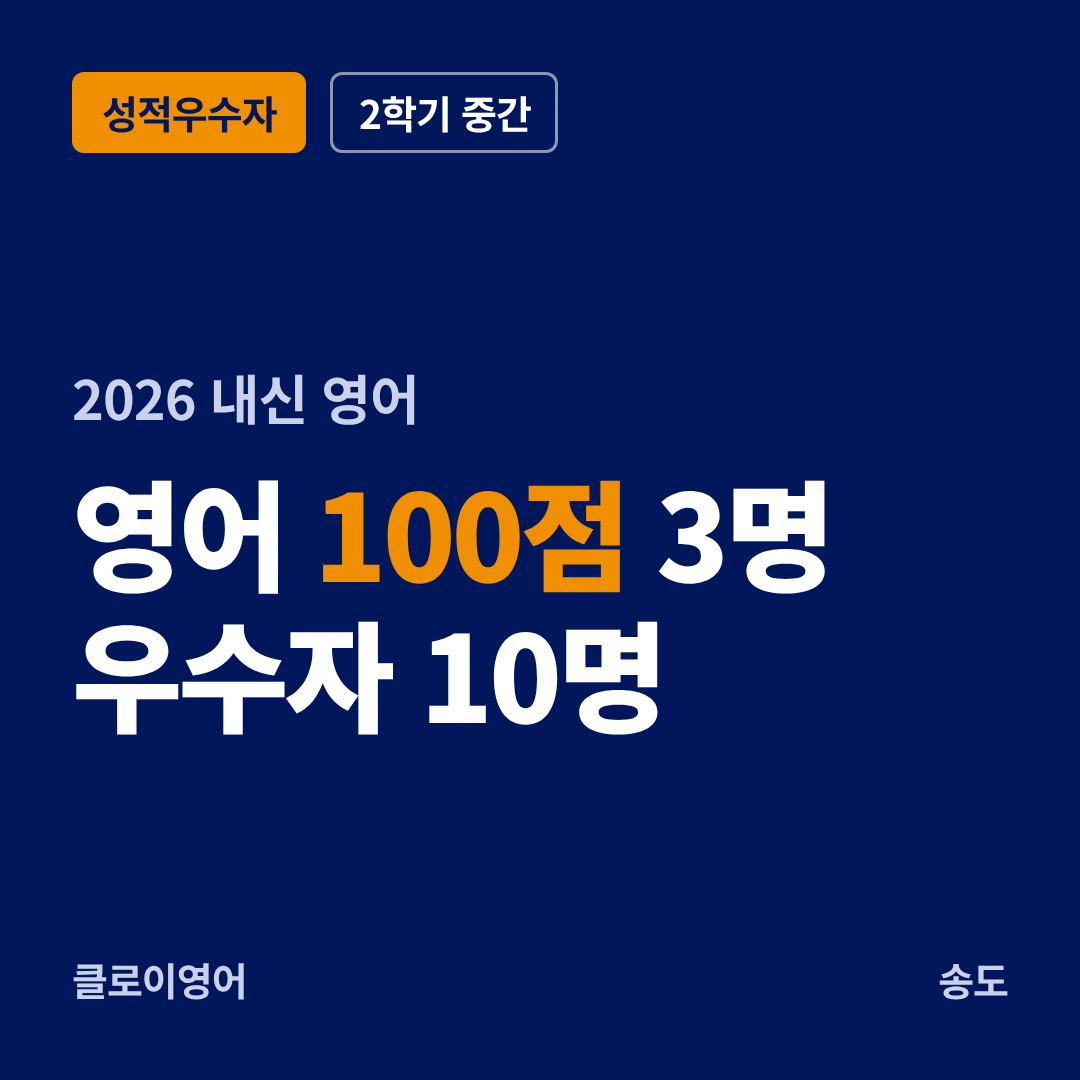 성적우수자 2학기 중간
2026 내신 영어
영어 100점 3명
우수자 10명
클로이영어 송도